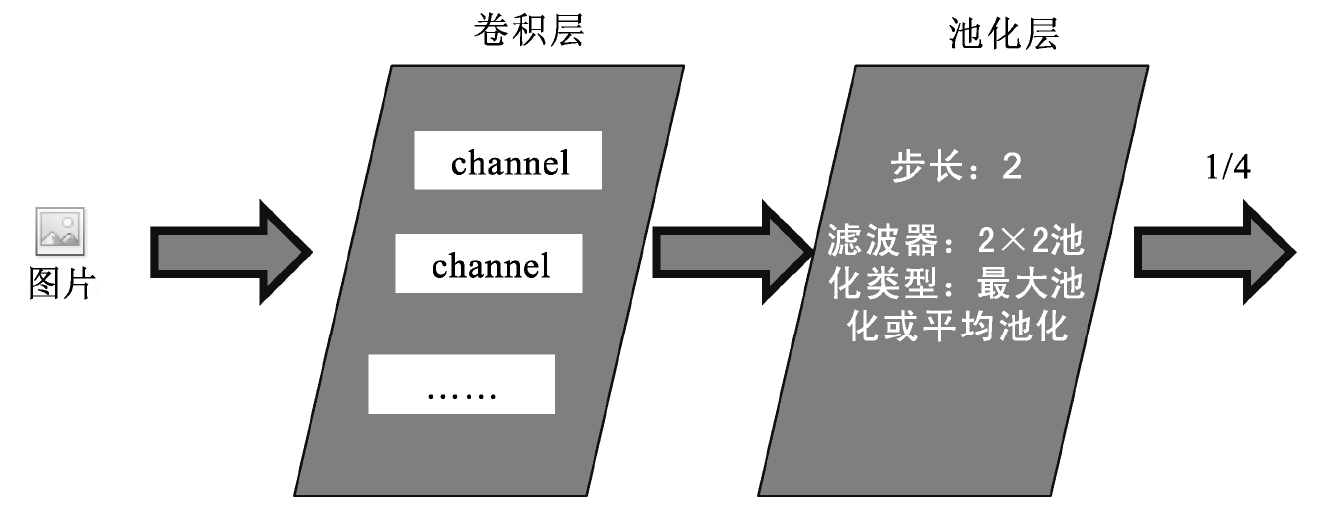 卷积层
池化层
channel
channel
……
图片
步长：2
滤波器：2×2池
化类型：最大池
化或平均池化
1/4